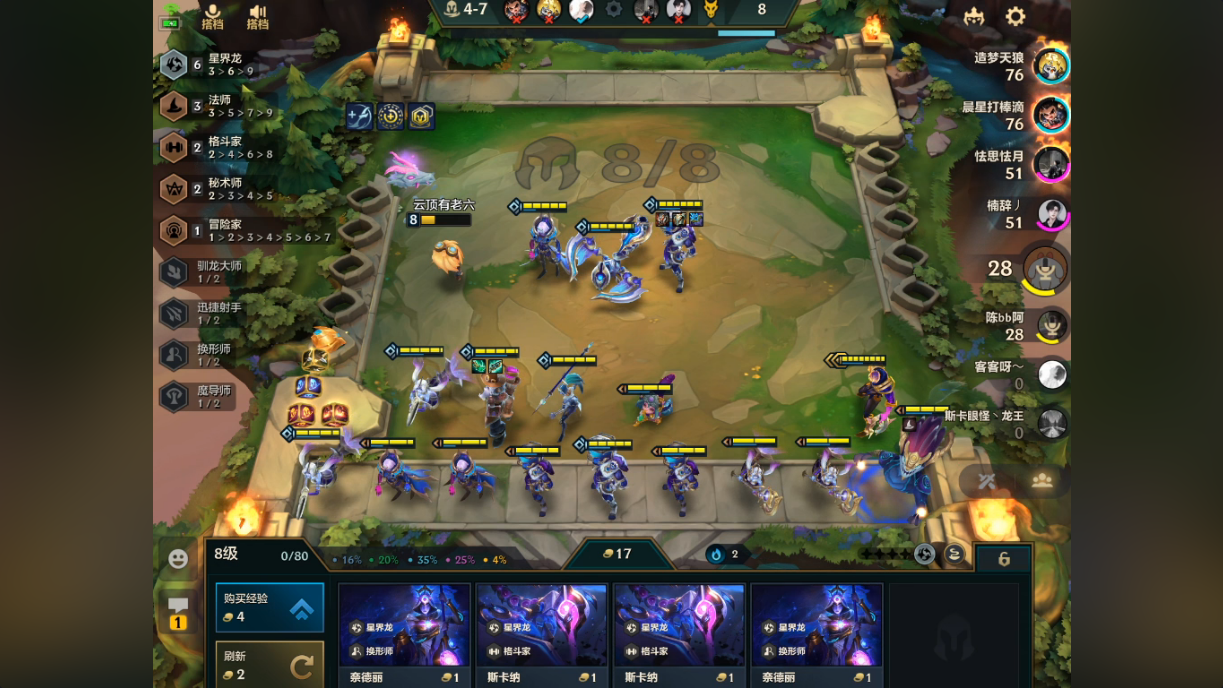 搭档
搭档
4-7
8
6
星界龙
3 > 6 > 9
3
法师
3 > 5 > 7 > 9
2
格斗家
2 > 4 > 6 > 8
2
秘术师
2 > 3 > 4 > 5
1
冒险家
1 > 2 > 3 > 4 > 5 > 6 > 7
驯龙大师
1 / 2
迅捷射手
1 / 2
换形师
1 / 2
魔导师
1 / 2
8/8
云顶有老六
8
造梦天狼
76
晨星打棒滴
76
怯思怯月
51
楠辞丿
51
28
陈bb阿
28
客客呀～
0
斯卡眼怪丶龙王
0
1
8级
0/80
16%
20%
35%
25%
4%
17
2
6
购买经验
4
刷新
2
星界龙
换形师
奈德丽
1
星界龙
格斗家
斯卡纳
1
星界龙
格斗家
斯卡纳
1
星界龙
换形师
奈德丽
1